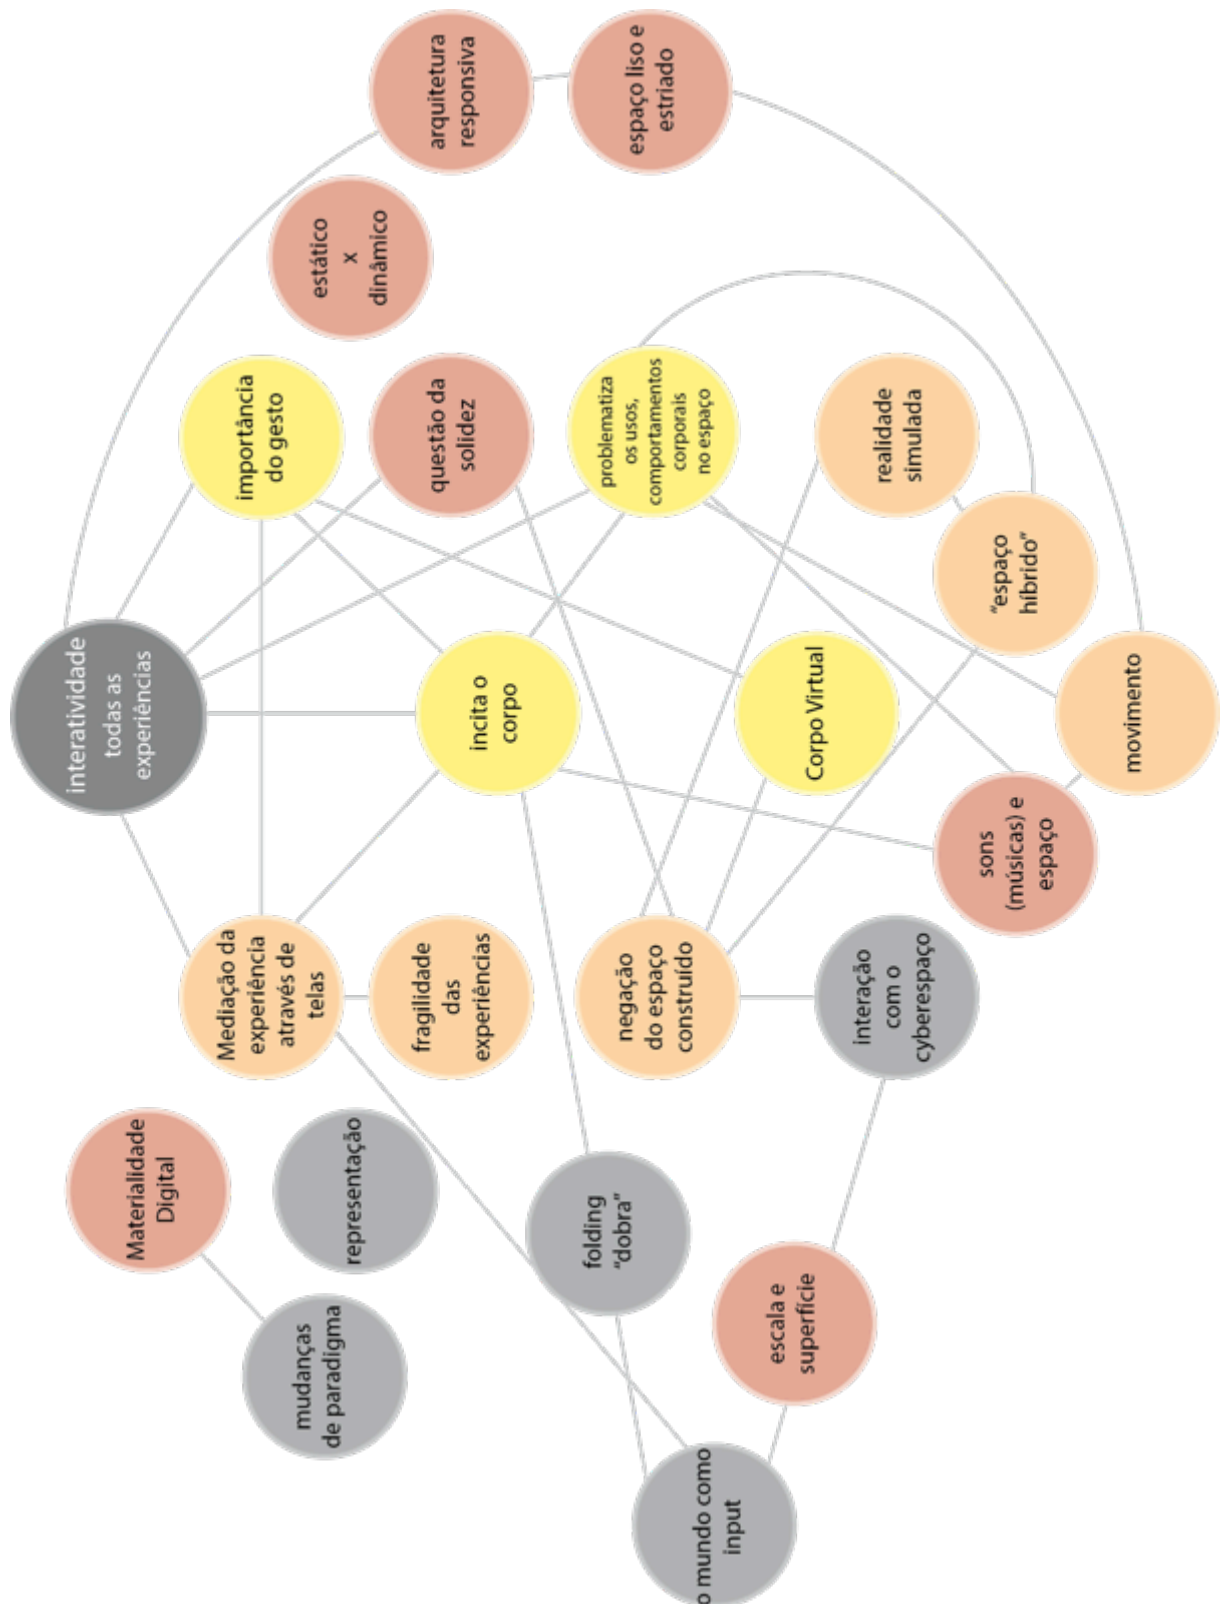 interatividade
todas as
experiências
Mediação da
experiência
através de
telas
fragilidade
das
experiências
Materialidade
Digital
representação
mudanças
de paradigma
folding
"dobra"
o mundo como
input
escala e
superfície
interação
com o
cyberespaço
negação
do espaço
construído
incita o
corpo
Corpo Virtual
sons
(músicas) e
espaço
movimento
"espaço
híbrido"
realidade
simulada
problematiza
os usos,
comportamentos
corporais
no espaço
questão da
solidez
importância
do gesto
estático
x
dinâmico
arquitetura
responsiva
espaço liso e
estriado